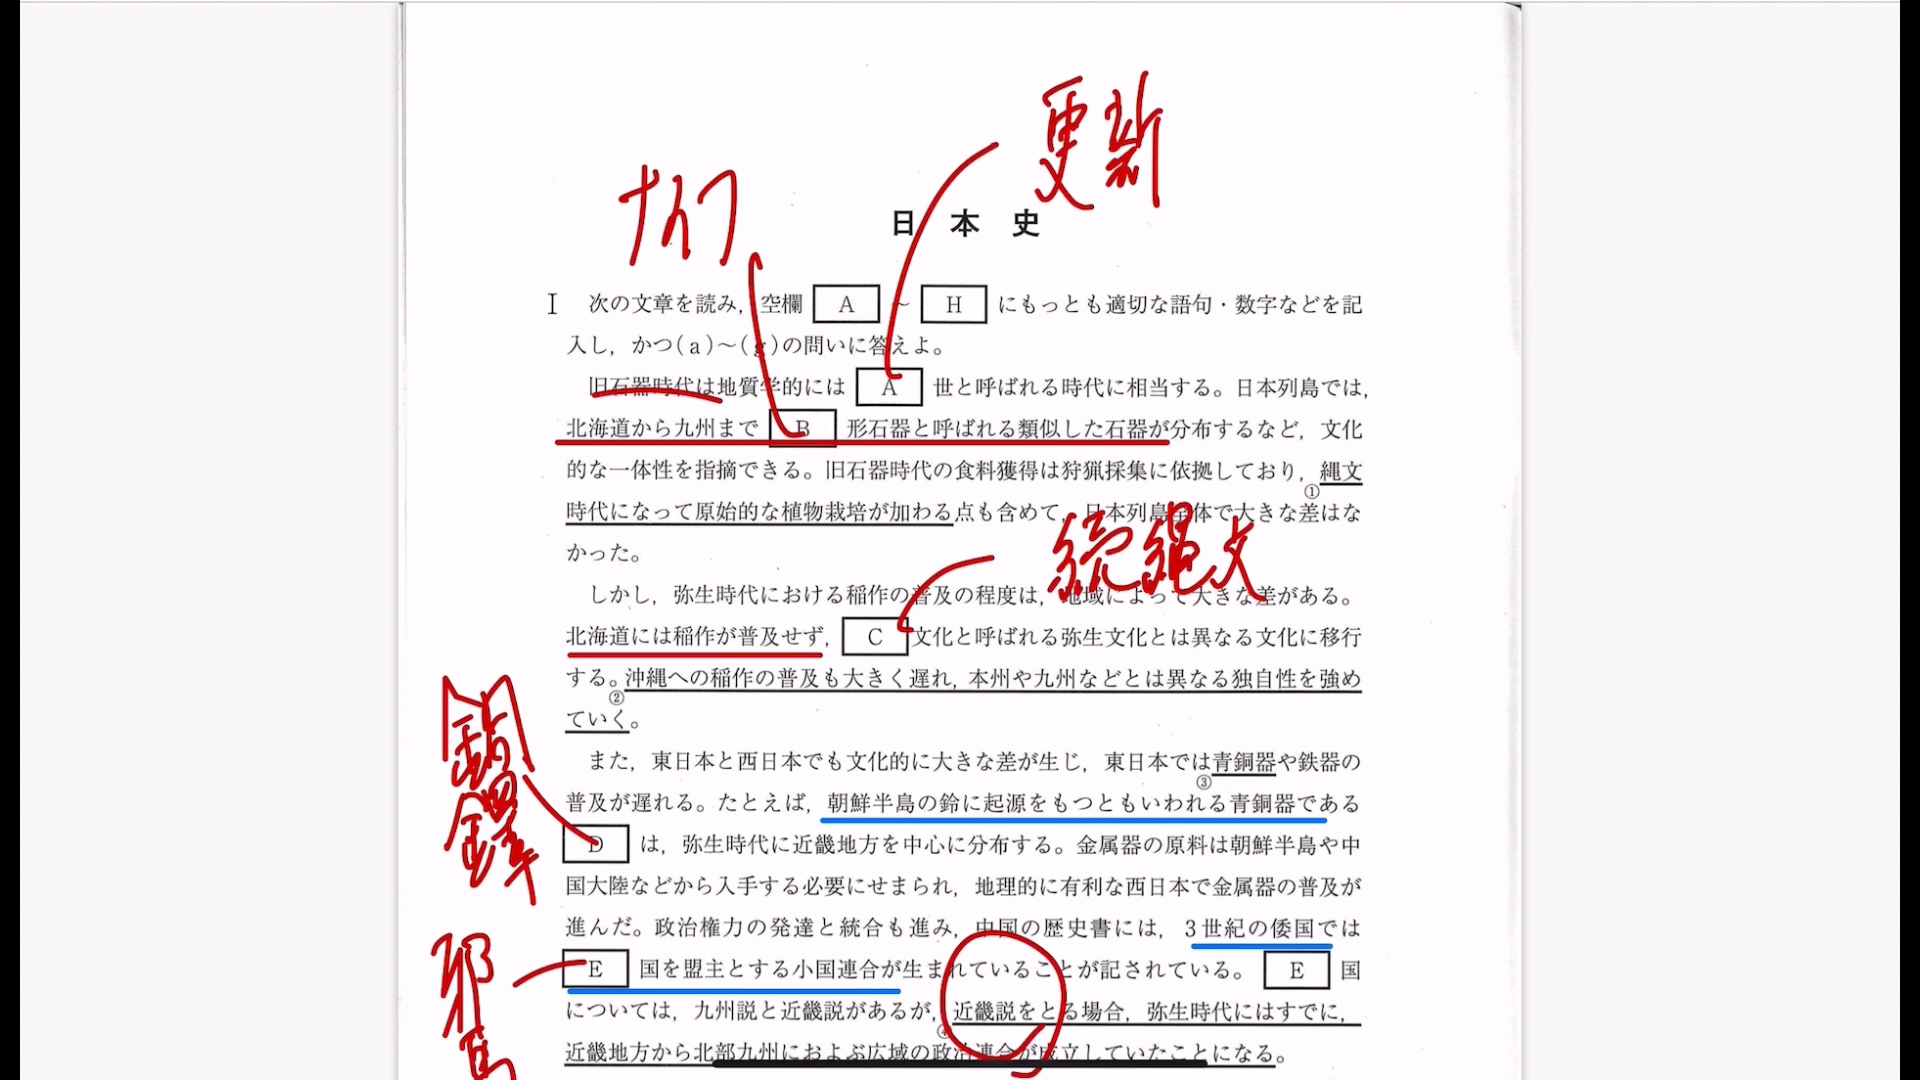 更新
ナイフ
日本史
I 次の文章を読み，空欄 A ～ H にもっとも適切な語句・数字などを記
入し，かつ(a)～(g)の問いに答えよ。
旧石器時代は地質学的には A 世と呼ばれる時代に相当する。日本列島では，
北海道から九州まで B 形石器と呼ばれる類似した石器が分布するなど，文化
的な一体性を指摘できる。旧石器時代の食料獲得は狩猟採集に依拠しており，縄文
①
時代になって原始的な植物栽培が加わる点も含めて，日本列島全体で大きな差はな
かった。
続縄文
しかし，弥生時代における稲作の普及の程度は，地域によって大きな差がある。
北海道には稲作が普及せず， C 文化と呼ばれる弥生文化とは異なる文化に移行
する。沖縄への稲作の普及も大きく遅れ，本州や九州などとは異なる独自性を強め
②
ていく。
また，東日本と西日本でも文化的に大きな差が生じ，東日本では青銅器や鉄器の
③
普及が遅れる。たとえば，朝鮮半島の鈴に起源をもつともいわれる青銅器である
銅鐸
D は，弥生時代に近畿地方を中心に分布する。金属器の原料は朝鮮半島や中
国大陸などから入手する必要にせまられ，地理的に有利な西日本で金属器の普及が
進んだ。政治権力の発達と統合も進み，中国の歴史書には，3世紀の倭国では
邪馬
E 国を盟主とする小国連合が生まれていることが記されている。 E 国
については，九州説と近畿説があるが，近畿説をとる場合，弥生時代にはすでに，
④
近畿地方から北部九州におよぶ広域の政治連合が成立していたことになる。